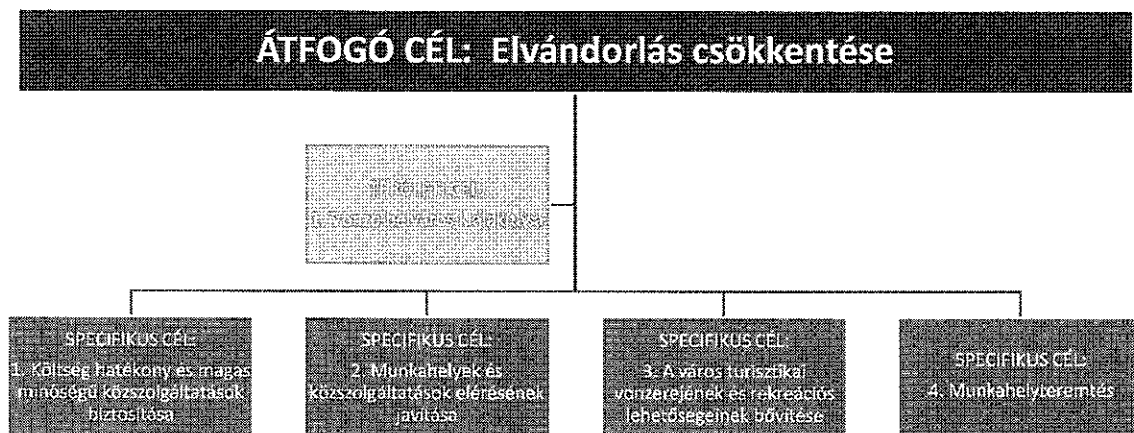 ÁTFOGÓ CÉL: Elvándorlás csökkentése
SPECIFIKUS CÉL:
1. Költség hatékony és magas
minőségű közszolgáltatások
biztosítása
SPECIFIKUS CÉL:
2. Munkahelyek és
közszolgáltatások elérésének
javítása
SPECIFIKUS CÉL:
3. A város turisztikai
vonzerejének és rekreációs
lehetőségeinek bővítése
SPECIFIKUS CÉL:
4. Munkahelyteremtés